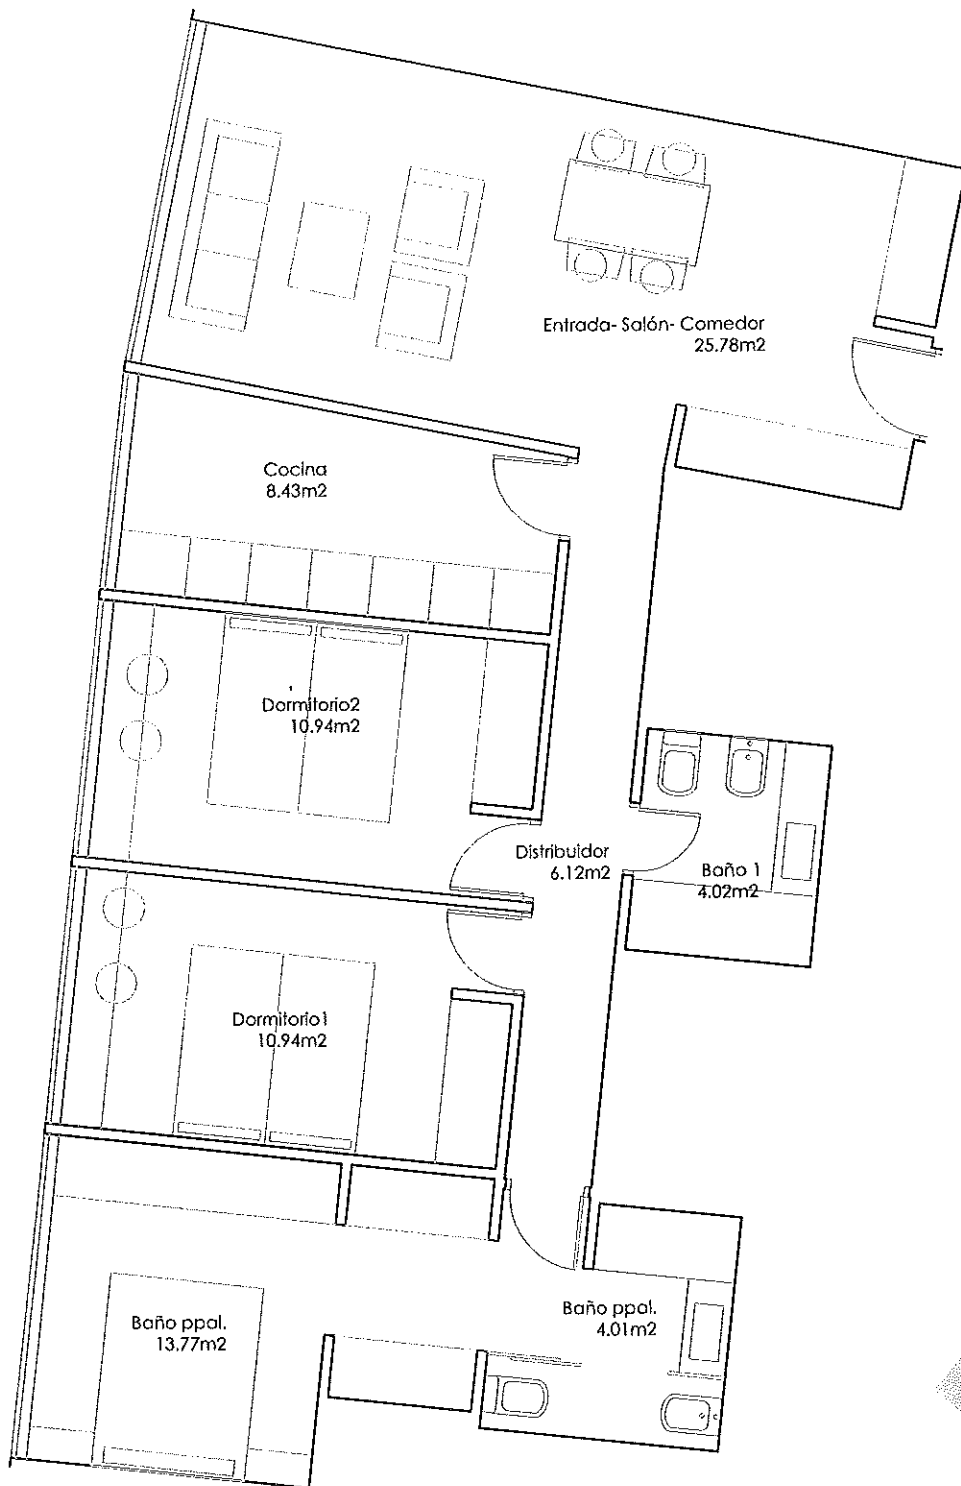 Entrada- Salón- Comedor
25.78m2
Cocina
8.43m2
Dormitorio2
10.94m2
Distribuidor
6.12m2
Baño 1
4.02m2
Dormitorio1
10.94m2
Baño ppal.
13.77m2
Baño ppal.
4.01m2